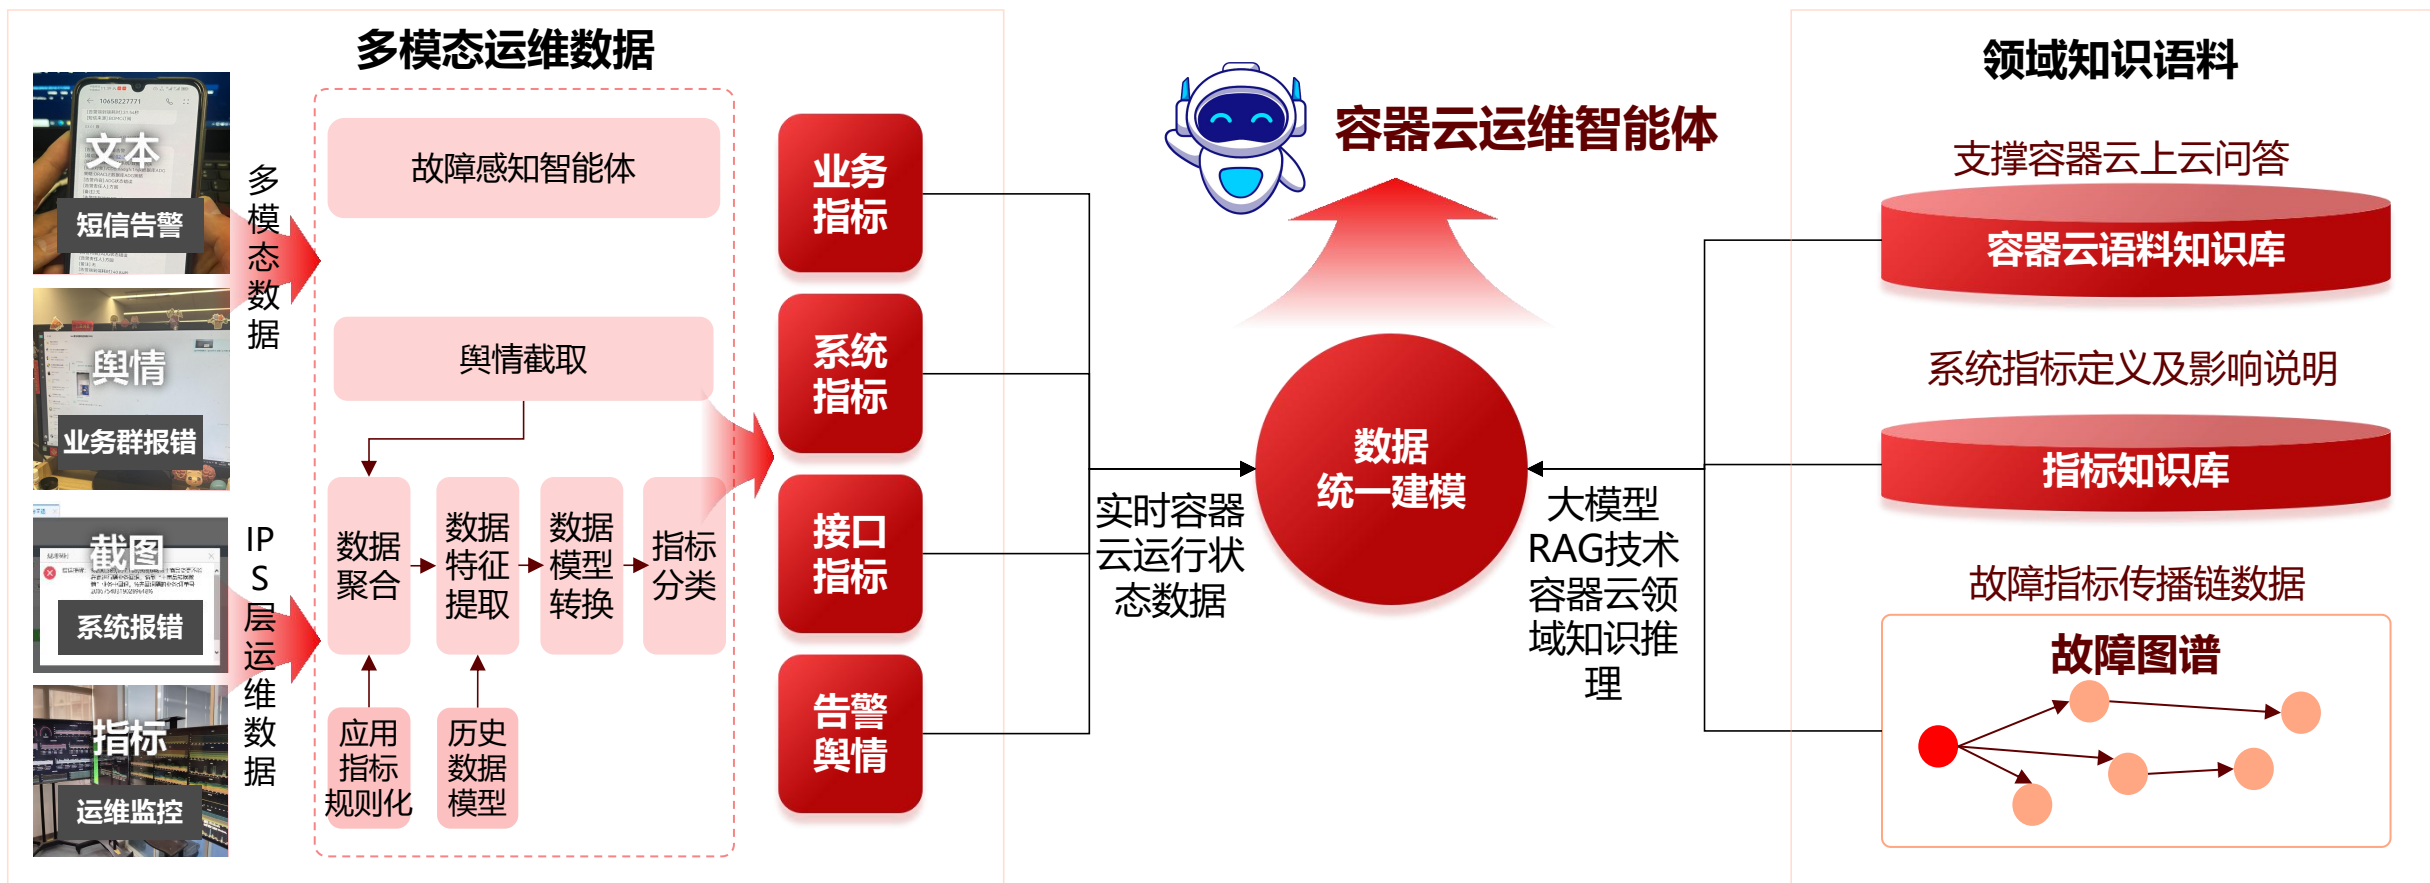 多模态运维数据
文本
10658227771
短信告警
舆情
业务群报错
截图
系统报错
指标
运维监控
多
模
态
数
据
IP
S
层
运
维
数
据
故障感知智能体
舆情截取
数据
聚合
数据
特征
提取
数据
模型
转换
指标
分类
应用
指标
规则化
历史
数据
模型
业务
指标
系统
指标
接口
指标
告警
舆情
容器云运维智能体
数据
统一建模
实时容器
云运行状
态数据
大模型
RAG技术
容器云领
域知识推
理
领域知识语料
支撑容器云上云问答
容器云语料知识库
系统指标定义及影响说明
指标知识库
故障指标传播链数据
故障图谱